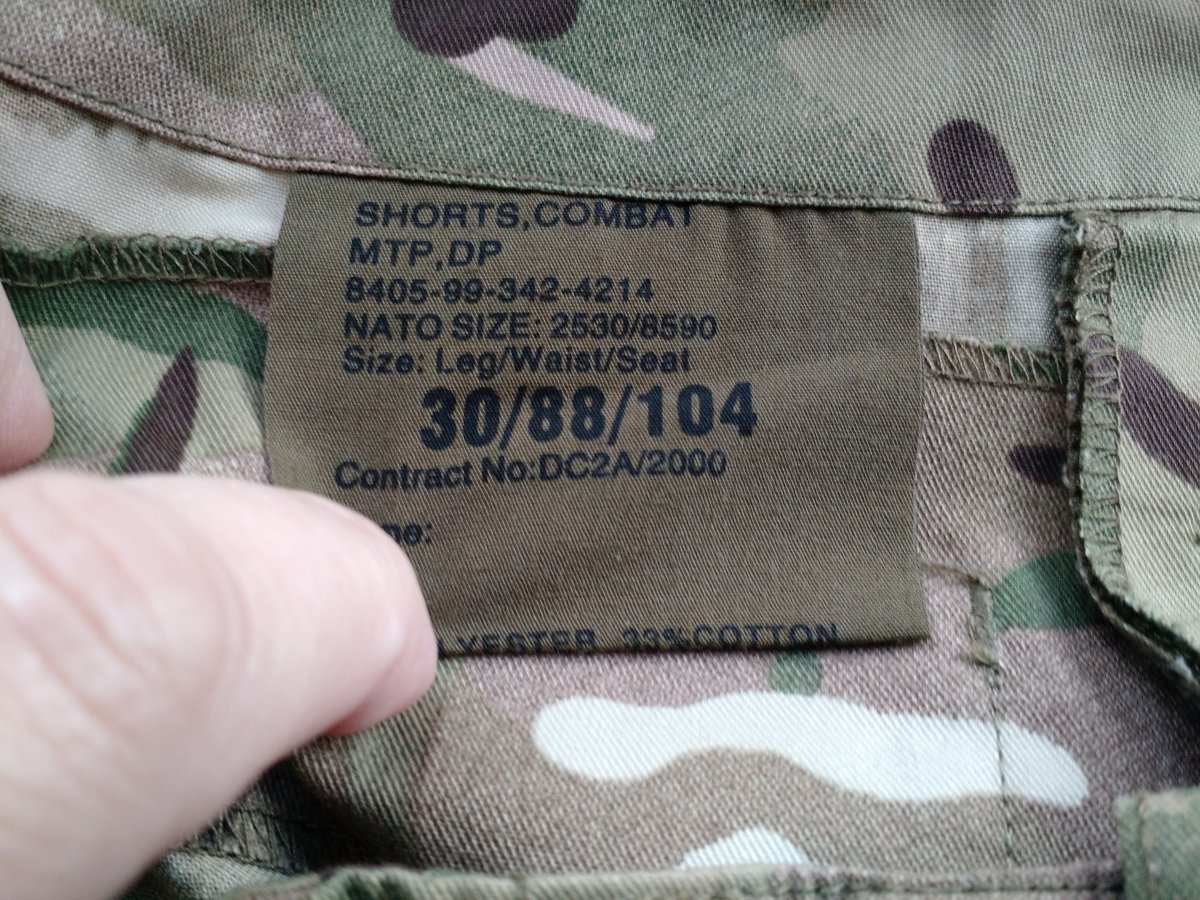 SHORTS,COMBAT
MTP,DP
8405-99-342-4214
NATO SIZE: 2530/8590
Size: Leg/Waist/Seat
30/88/104
Contract No:DC2A/2000
33%COTTON